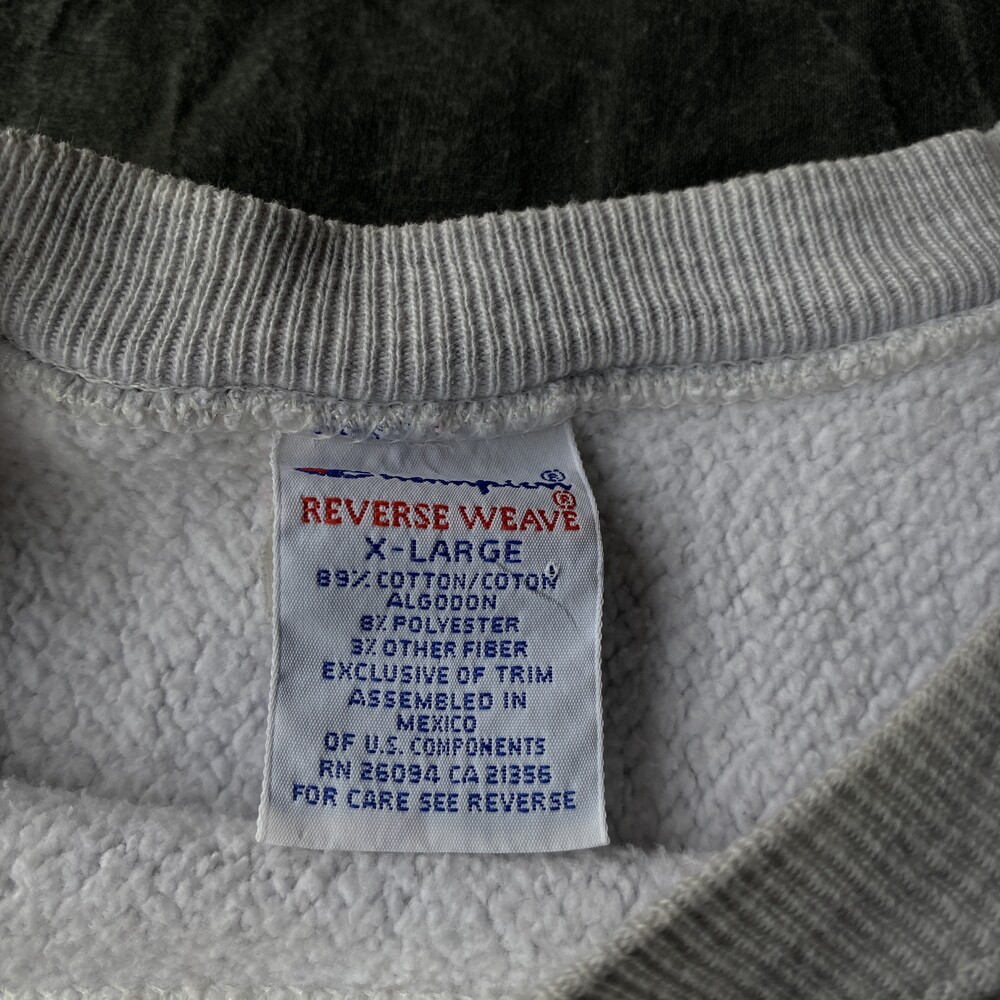 Champion®
REVERSE WEAVE®
X-LARGE
89% COTTON/COTON
ALGODON
8% POLYESTER
3% OTHER FIBER
EXCLUSIVE OF TRIM
ASSEMBLED IN
MEXICO
OF U.S. COMPONENTS
RN 26094 CA 21356
FOR CARE SEE REVERSE